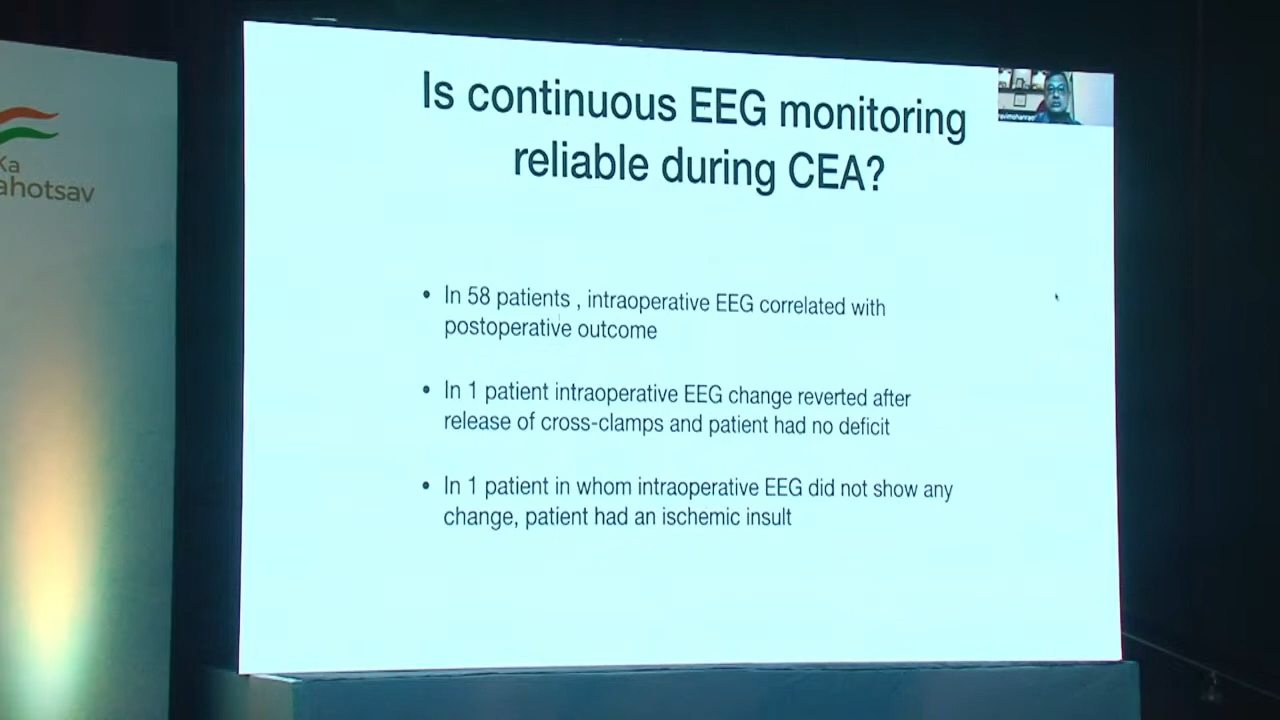 Ka
ahotsav
Is continuous EEG monitoring
reliable during CEA?
• In 58 patients , intraoperative EEG correlated with
postoperative outcome
• In 1 patient intraoperative EEG change reverted after
release of cross-clamps and patient had no deficit
• In 1 patient in whom intraoperative EEG did not show any
change, patient had an ischemic insult